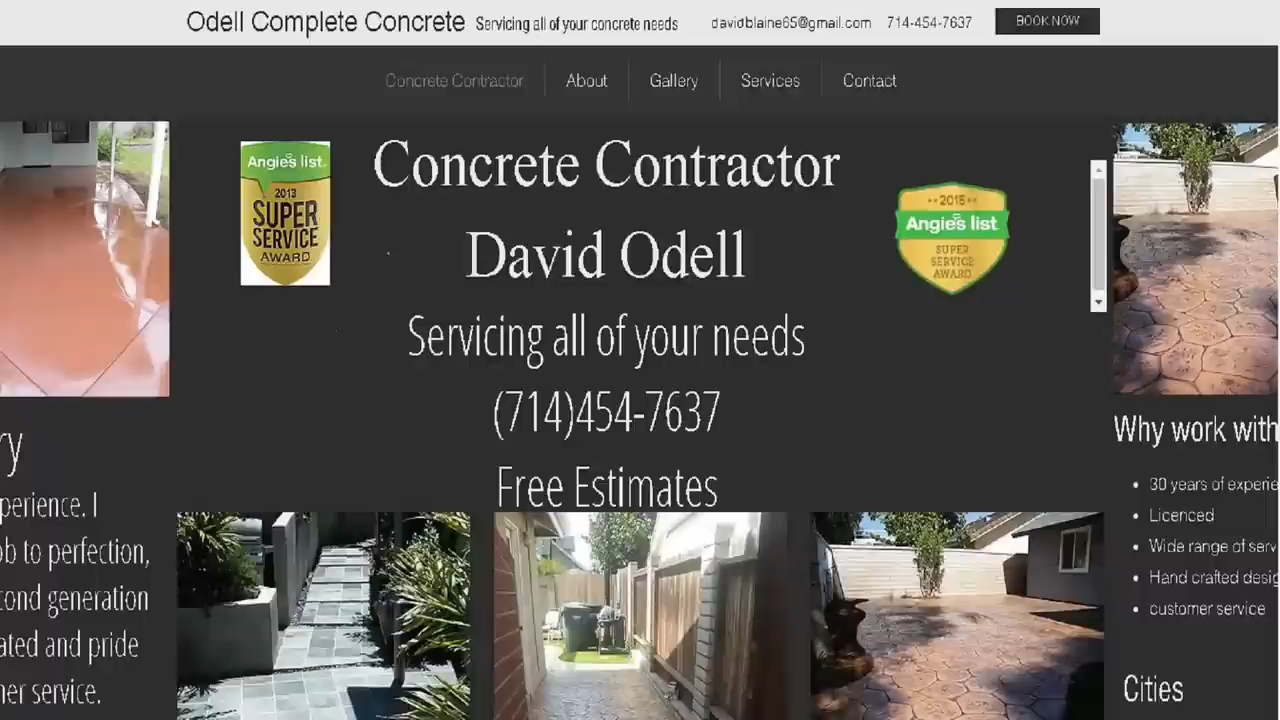 Odell Complete Concrete Servicing all of your concrete needs davidblaine65@gmail.com 714-454-7637 BOOK NOW
Concrete Contractor About Gallery Services Contact
Angie's list
2013
SUPER
SERVICE
AWARD
Concrete Contractor
David Odell
Servicing all of your needs
(714)454-7637
Free Estimates
2015
Angie's list
SUPER
SERVICE
AWARD
ry
perience. I
ob to perfection,
cond generation
ated and pride
ner service.
Why work with
30 years of experie
Licenced
Wide range of serv
Hand crafted desig
customer service
Cities